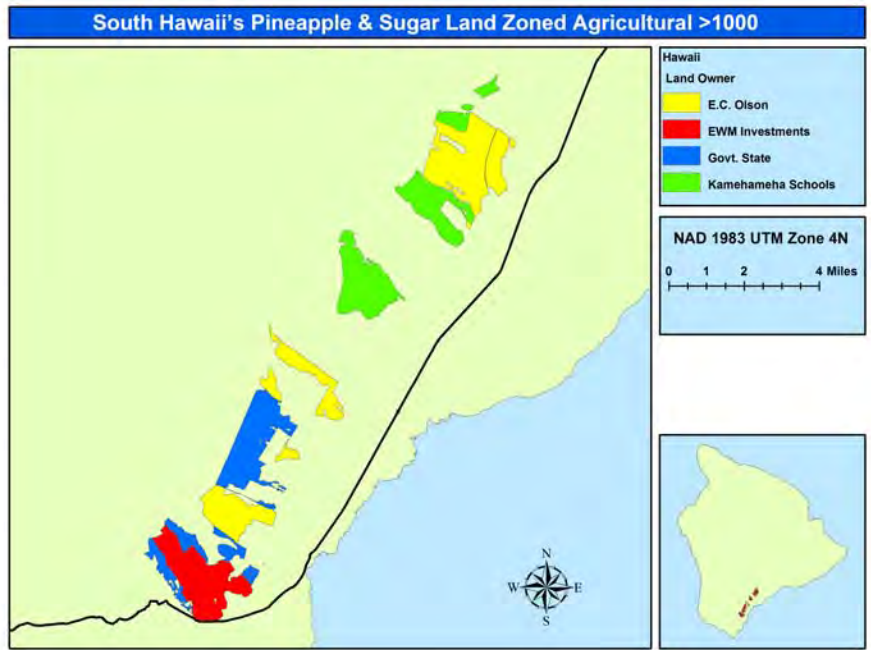 South Hawaii's Pineapple & Sugar Land Zoned Agricultural >1000
Hawaii
Land Owner
E.C. Olson
EWM Investments
Govt. State
Kamehameha Schools
NAD 1983 UTM Zone 4N
0 1 2 4 Miles
N
W E
S